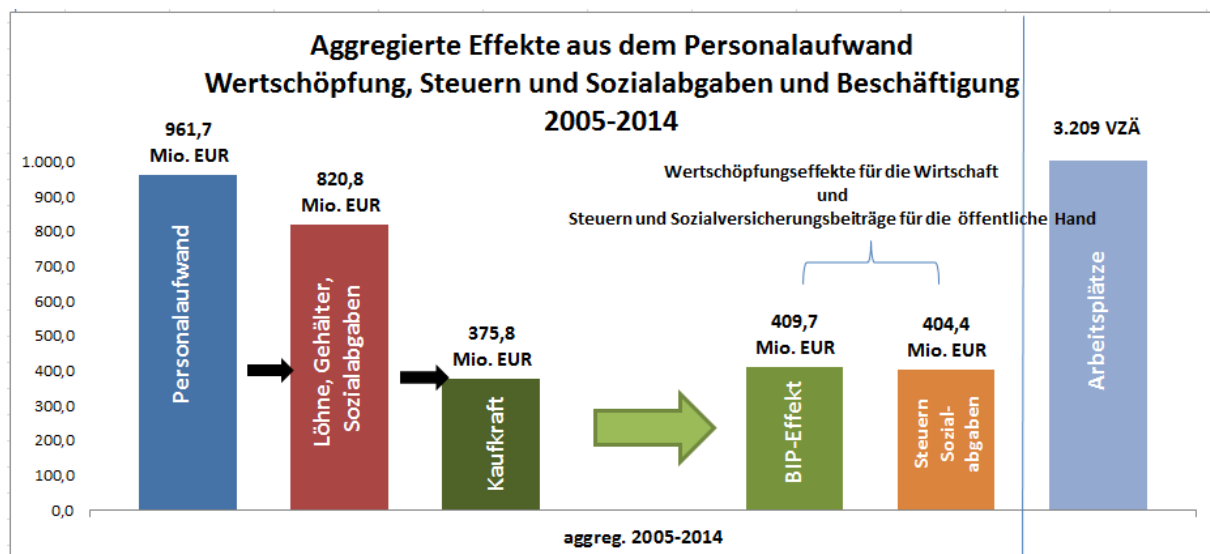 Aggregierte Effekte aus dem Personalaufwand
Wertschöpfung, Steuern und Sozialabgaben und Beschäftigung
2005-2014
961,7
Mio. EUR
820,8
Mio. EUR
375,8
Mio. EUR
Wertschöpfungseffekte für die Wirtschaft
und
Steuern und Sozialversicherungsbeiträge für die öffentliche Hand
409,7
Mio. EUR
404,4
Mio. EUR
3.209 VZÄ
1.000,0
900,0
800,0
700,0
600,0
500,0
400,0
300,0
200,0
100,0
0,0
Personalaufwand
Löhne, Gehälter,
Sozialabgaben
Kaufkraft
BIP-Effekt
Steuern
Sozial-
abgaben
Arbeitsplätze
aggreg. 2005-2014